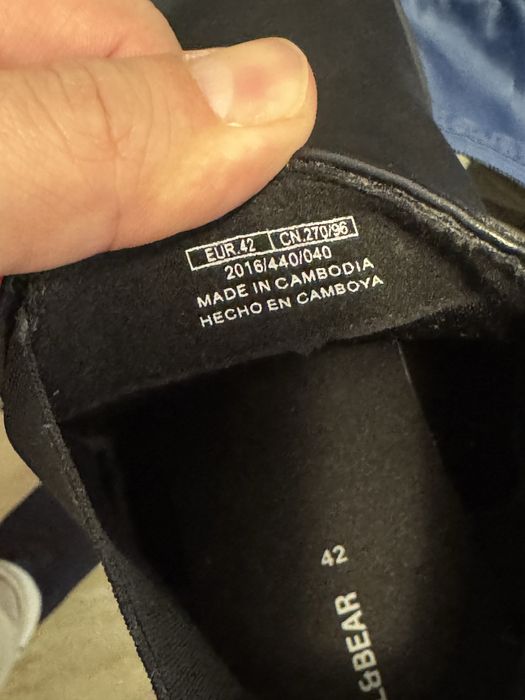 EUR.42 CN.270/96
2016/440/040
MADE IN CAMBODIA
HECHO EN CAMBOYA
42
L&BEAR